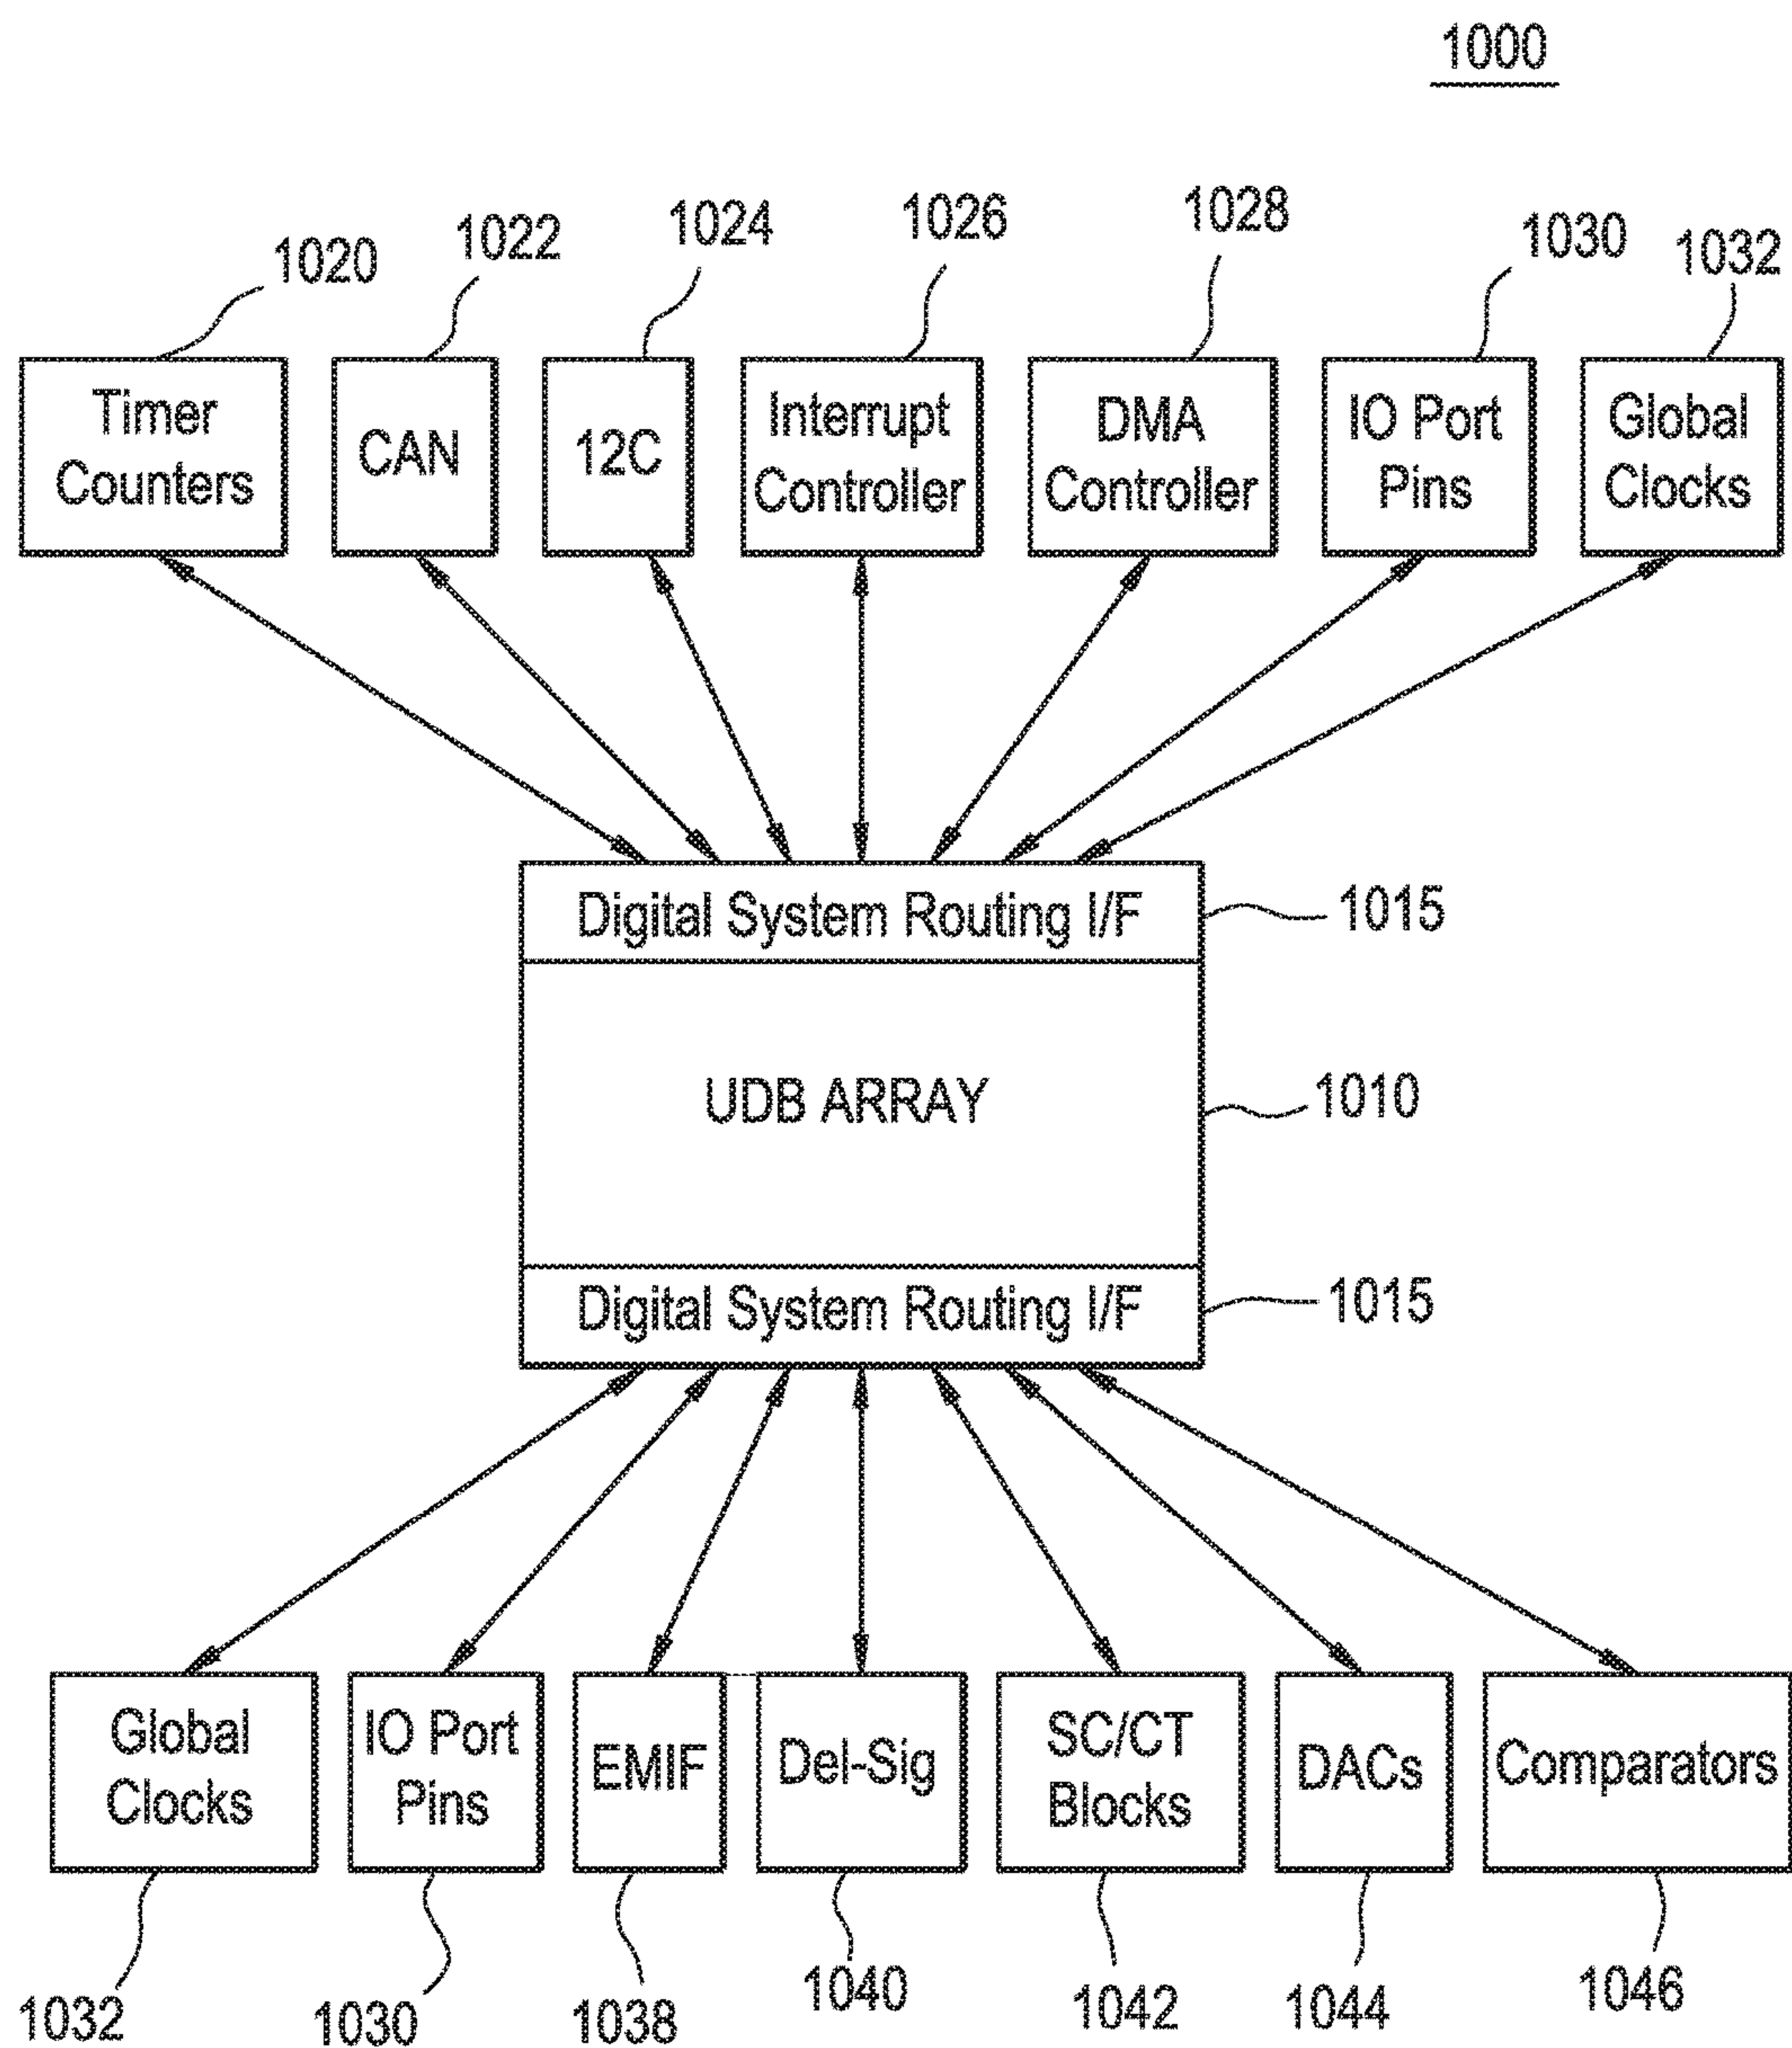 1000
1020
1022
1024
1026
1028
1030
1032
Timer
Counters
CAN
12C
Interrupt
Controller
DMA
Controller
IO Port
Pins
Global
Clocks
Digital System Routing I/F
1015
UDB ARRAY
1010
Digital System Routing I/F
1015
Global
Clocks
IO Port
Pins
EMIF
Del-Sig
SC/CT
Blocks
DACs
Comparators
1032
1030
1038
1040
1042
1044
1046